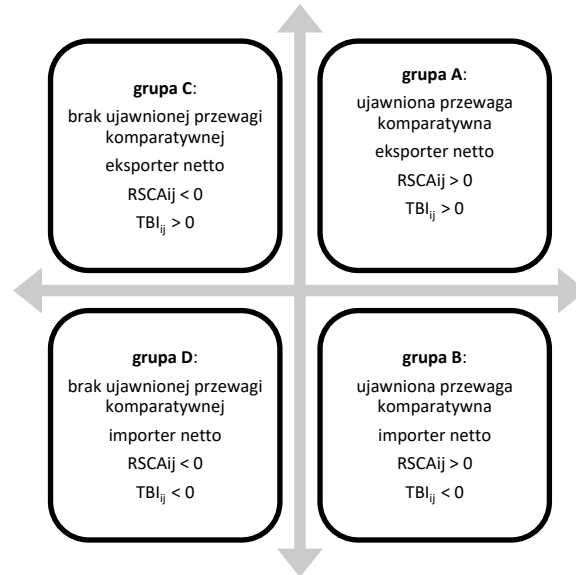 grupa C:
brak ujawnionej przewagi
komparatywnej
eksporter netto
RSCAij < 0
TBIij > 0
grupa A:
ujawniona przewaga
komparatywna
eksporter netto
RSCAij > 0
TBIij > 0
grupa D:
brak ujawnionej przewagi
komparatywnej
importer netto
RSCAij < 0
TBIij < 0
grupa B:
ujawniona przewaga
komparatywna
importer netto
RSCAij > 0
TBIij < 0